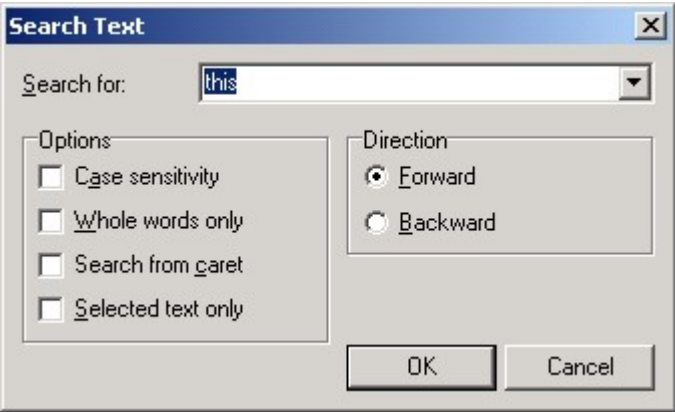 Search Text
Search for: this
Options
Case sensitivity
Whole words only
Search from caret
Selected text only
Direction
Forward
Backward
OK Cancel